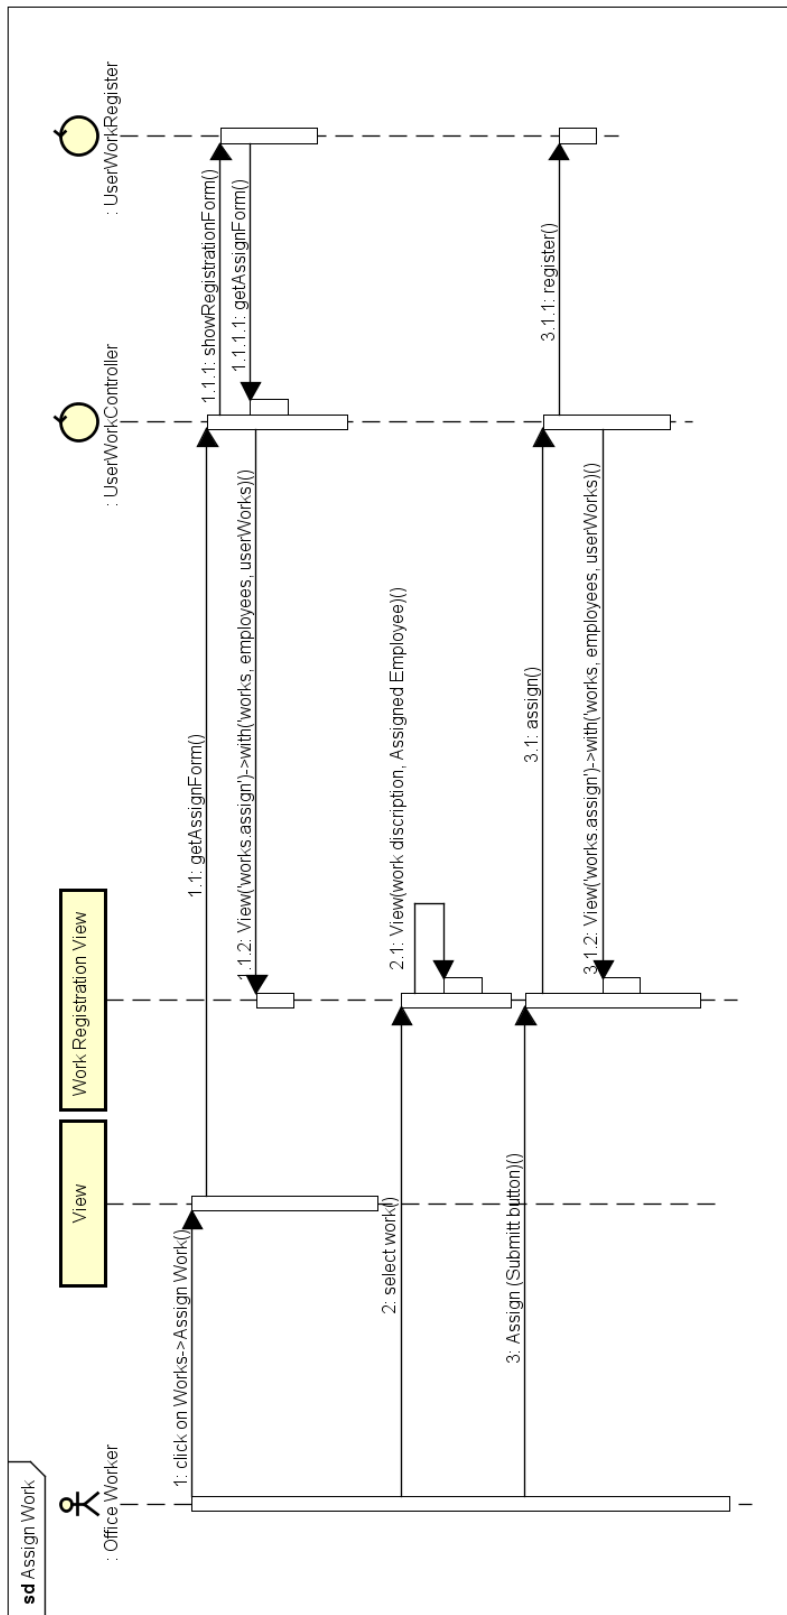 sd Assign Work
: Office Worker
View
Work Registration View
: UserWorkController
: UserWorkRegister
1: click on Works->Assign Work()
1.1: getAssignForm()
1.1.1: showRegistrationForm()
1.1.1.1: getAssignForm()
1.1.2: View('works.assign')->with('works, employees, userWorks)()
2: select work()
2.1: View(work discription, Assigned Employee)()
3: Assign (Submitt button)()
3.1: assign()
3.1.1: register()
3.1.2: View('works.assign')->with('works, employees, userWorks)()